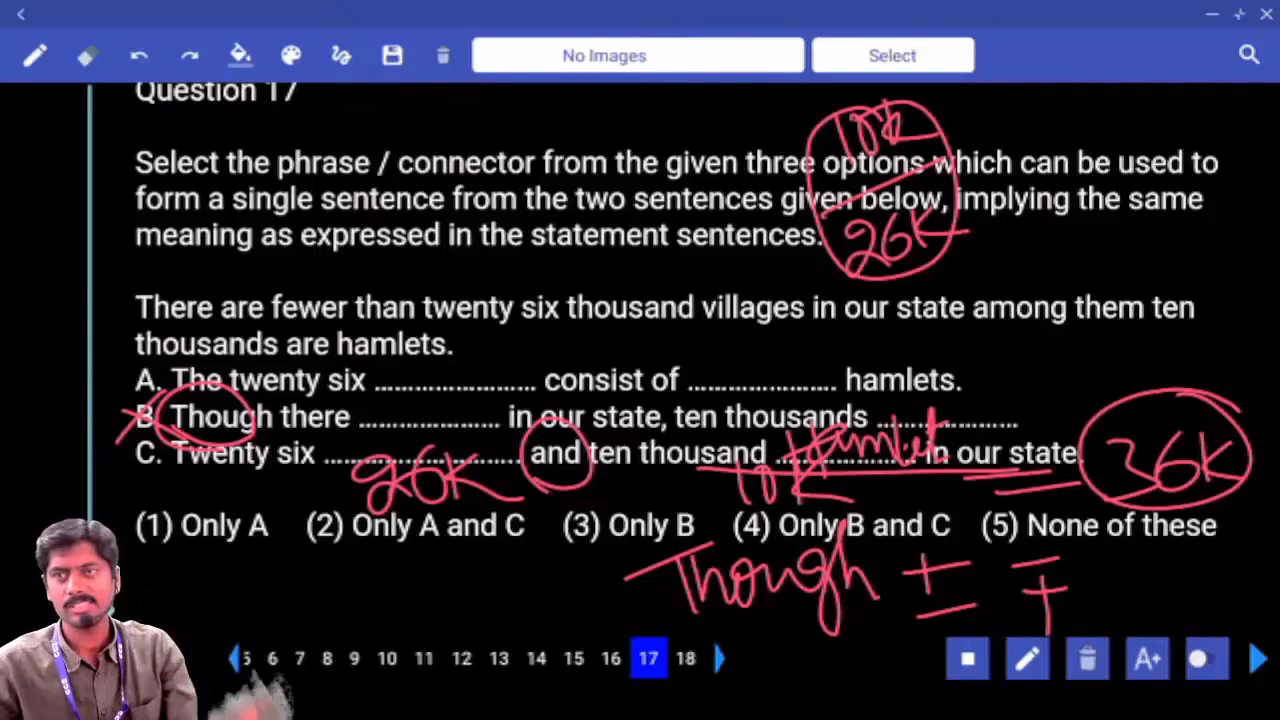 No Images
Select
Question 17
10k
26K
Select the phrase / connector from the given three options which can be used to
form a single sentence from the two sentences given below, implying the same
meaning as expressed in the statement sentences.
There are fewer than twenty six thousand villages in our state among them ten
thousands are hamlets.
A. The twenty six ........................ consist of ...................... hamlets.
B. Though there ..................... in our state, ten thousands .....................
C. Twenty six .............................. and ten thousand ..................... in our state.
Hamlet
26K
10 K
36K
(1) Only A (2) Only A and C (3) Only B (4) Only B and C (5) None of these
Though + - - +
5 6 7 8 9 10 11 12 13 14 15 16 17 18
A+